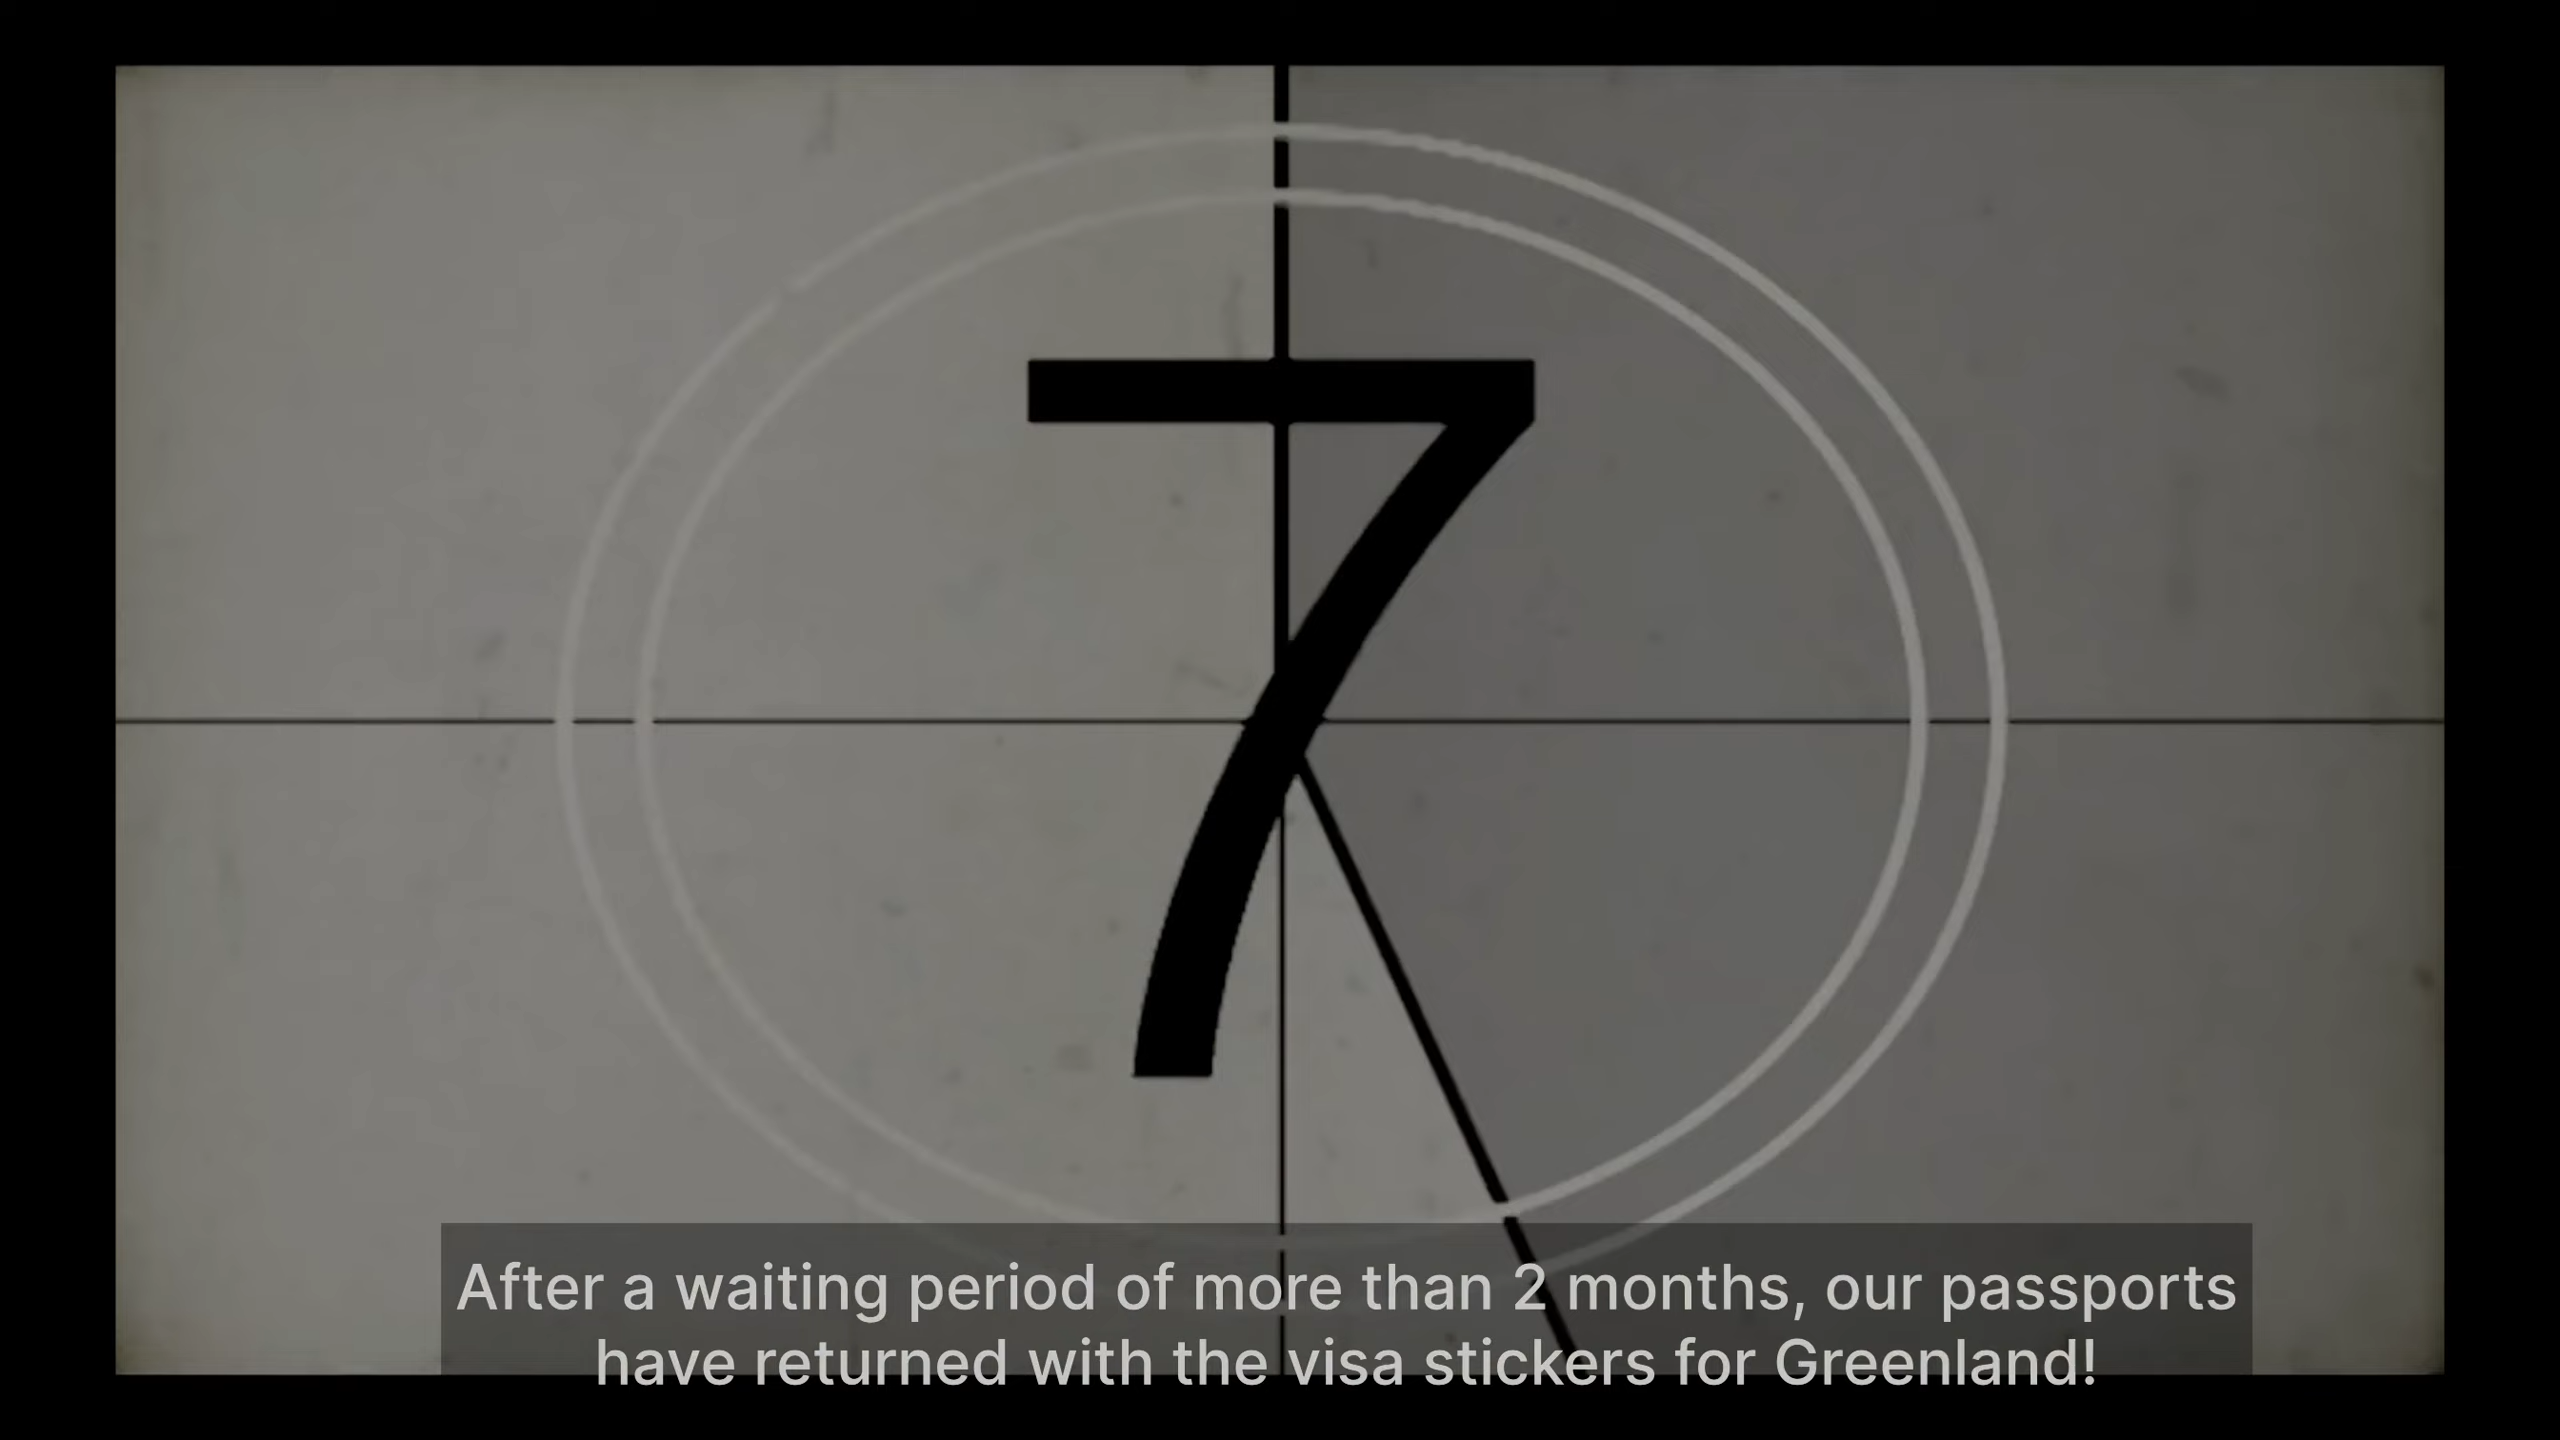 7
After a waiting period of more than 2 months, our passports
have returned with the visa stickers for Greenland!